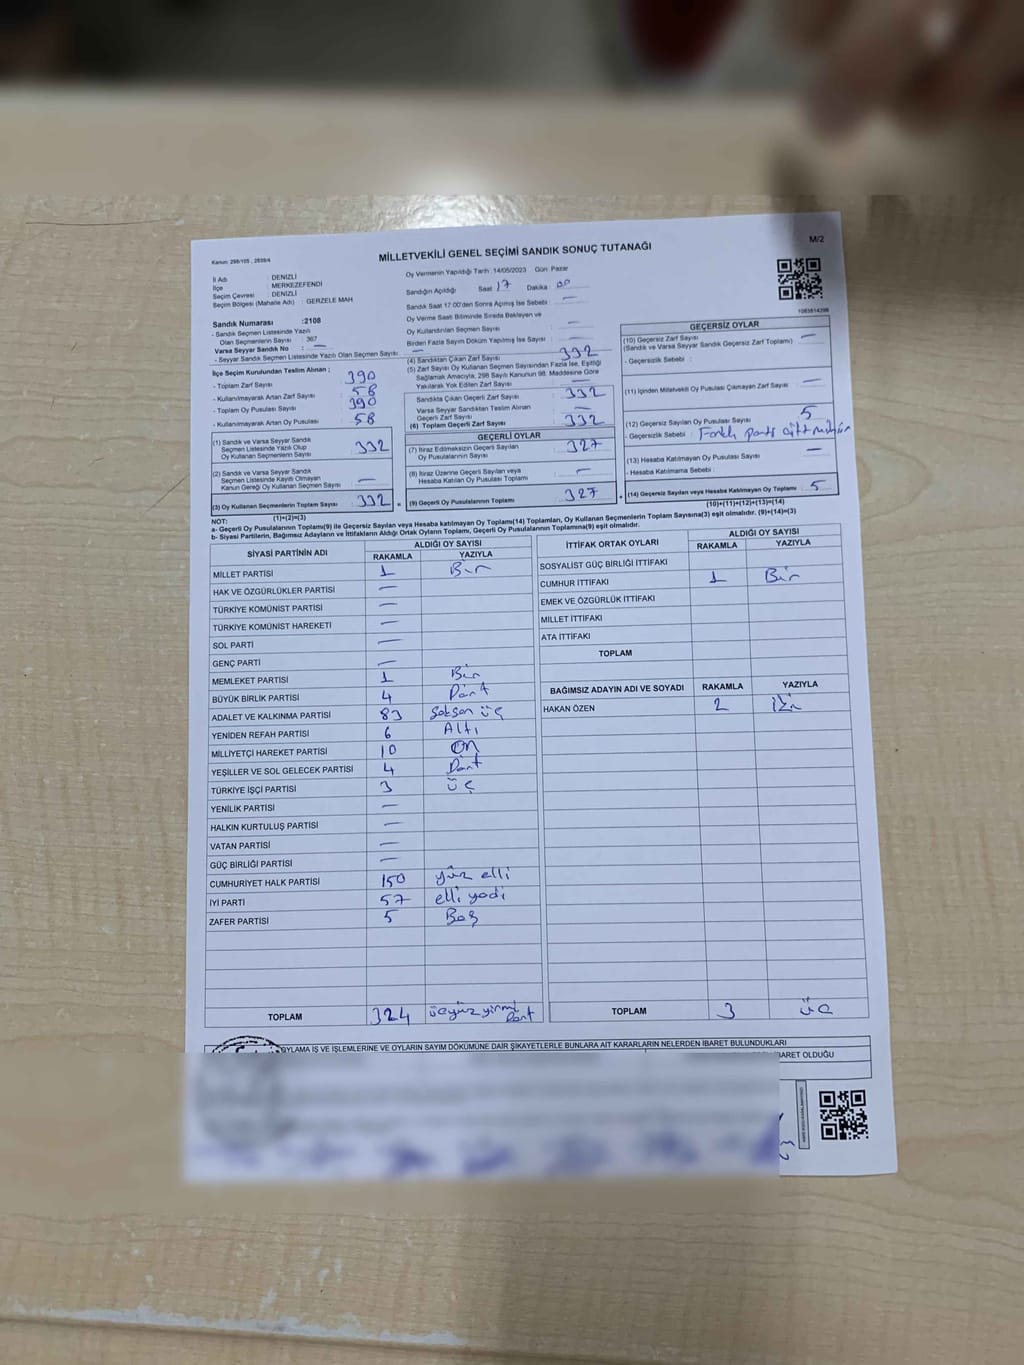 Kanun: 298/105 , 2839/4
MİLLETVEKİLİ GENEL SEÇİMİ SANDIK SONUÇ TUTANAĞI
M/2
İl Adı : DENİZLİ
İlçe : MERKEZEFENDİ
Seçim Çevresi : DENİZLİ
Seçim Bölgesi (Mahalle Adı) : GERZELE MAH
Sandık Numarası :2108
- Sandık Seçmen Listesinde Yazılı
Olan Seçmenlerin Sayısı : 367
Varsa Seyyar Sandık No : —
- Seyyar Sandık Seçmen Listesinde Yazılı Olan Seçmen Sayısı : —
İlçe Seçim Kurulundan Teslim Alınan ;
- Toplam Zarf Sayısı : 390
- Kullanılmayarak Artan Zarf Sayısı : 58
- Toplam Oy Pusulası Sayısı : 390
- Kullanılmayarak Artan Oy Pusulası : 58
(1) Sandık ve Varsa Seyyar Sandık
Seçmen Listesinde Yazılı Olup
Oy Kullanan Seçmenlerin Sayısı : 332
(2) Sandık ve Varsa Seyyar Sandık
Seçmen Listesinde Kayıtlı Olmayan
Kanun Gereği Oy Kullanan Seçmen Sayısı : —
(3) Oy Kullanan Seçmenlerin Toplam Sayısı : 332
(1)+(2)=(3)
Oy Vermenin Yapıldığı Tarih :14/05/2023 Gün: Pazar
Sandığın Açıldığı Saat : 17 Dakika : 00
Sandık Saat 17:00'den Sonra Açılmış İse Sebebi : —
Oy Verme Saati Bitiminde Sırada Bekleyen ve
Oy Kullandırılan Seçmen Sayısı : —
Birden Fazla Sayım Döküm Yapılmış İse Sayısı : —
(4) Sandıktan Çıkan Zarf Sayısı : 332
(5) Zarf Sayısı Oy Kullanan Seçmen Sayısından Fazla İse, Eşitliği
Sağlamak Amacıyla, 298 Sayılı Kanunun 98. Maddesine Göre
Yakılarak Yok Edilen Zarf Sayısı : —
Sandıkta Çıkan Geçerli Zarf Sayısı : 332
Varsa Seyyar Sandıktan Teslim Alınan
Geçerli Zarf Sayısı : —
(6) Toplam Geçerli Zarf Sayısı : 332
GEÇERLİ OYLAR
(7) İtiraz Edilmeksizin Geçerli Sayılan
Oy Pusulalarının Sayısı : 327
(8) İtiraz Üzerine Geçerli Sayılan veya
Hesaba Katılan Oy Pusulası Toplamı : —
(9) Geçerli Oy Pusulalarının Toplamı : 327
GEÇERSİZ OYLAR
(10) Geçersiz Zarf Sayısı
(Sandık ve Varsa Seyyar Sandık Geçersiz Zarf Toplamı) : —
- Geçersizlik Sebebi :
(11) İçinden Milletvekili Oy Pusulası Çıkmayan Zarf Sayısı : —
(12) Geçersiz Sayılan Oy Pusulası Sayısı : 5
- Geçersizlik Sebebi : Farklı parti çift mühür
(13) Hesaba Katılmayan Oy Pusulası Sayısı : —
- Hesaba Katılmama Sebebi :
(14) Geçersiz Sayılan veya Hesaba Katılmayan Oy Toplamı : 5
(10)+(11)+(12)+(13)=(14)
NOT:
a- Geçerli Oy Pusulalarının Toplamı(9) ile Geçersiz Sayılan veya Hesaba katılmayan Oy Toplamı(14) Toplamları, Oy Kullanan Seçmenlerin Toplam Sayısına(3) eşit olmalıdır. (9)+(14)=(3)
b- Siyasi Partilerin, Bağımsız Adayların ve İttifakların Aldığı Ortak Oyların Toplamı, Geçerli Oy Pusulalarının Toplamına(9) eşit olmalıdır.
SİYASİ PARTİNİN ADI ALDIĞI OY SAYISI
RAKAMLA YAZIYLA
MİLLET PARTİSİ 1 Bir
HAK VE ÖZGÜRLÜKLER PARTİSİ —
TÜRKİYE KOMÜNİST PARTİSİ —
TÜRKİYE KOMÜNİST HAREKETİ —
SOL PARTİ —
GENÇ PARTİ —
MEMLEKET PARTİSİ 1 Bir
BÜYÜK BİRLİK PARTİSİ 4 Dört
ADALET VE KALKINMA PARTİSİ 83 Seksen üç
YENİDEN REFAH PARTİSİ 6 Altı
MİLLİYETÇİ HAREKET PARTİSİ 10 On
YEŞİLLER VE SOL GELECEK PARTİSİ 4 Dört
TÜRKİYE İŞÇİ PARTİSİ 3 üç
YENİLİK PARTİSİ —
HALKIN KURTULUŞ PARTİSİ —
VATAN PARTİSİ —
GÜÇ BİRLİĞİ PARTİSİ —
CUMHURİYET HALK PARTİSİ 150 yüz elli
İYİ PARTİ 57 elli yedi
ZAFER PARTİSİ 5 Beş
TOPLAM 324 üçyüz yirmi Dört
İTTİFAK ORTAK OYLARI ALDIĞI OY SAYISI
RAKAMLA YAZIYLA
SOSYALİST GÜÇ BİRLİĞİ İTTİFAKI
CUMHUR İTTİFAKI 1 Bir
EMEK VE ÖZGÜRLÜK İTTİFAKI
MİLLET İTTİFAKI
ATA İTTİFAKI
TOPLAM
BAĞIMSIZ ADAYIN ADI VE SOYADI RAKAMLA YAZIYLA
HAKAN ÖZEN 2 İki
TOPLAM 3 üç
OYLAMA İŞ VE İŞLEMLERİNE VE OYLARIN SAYIM DÖKÜMÜNE DAİR ŞİKAYETLERLE BUNLARA AİT KARARLARIN NELERDEN İBARET BULUNDUKLARI
İBARET OLDUĞU